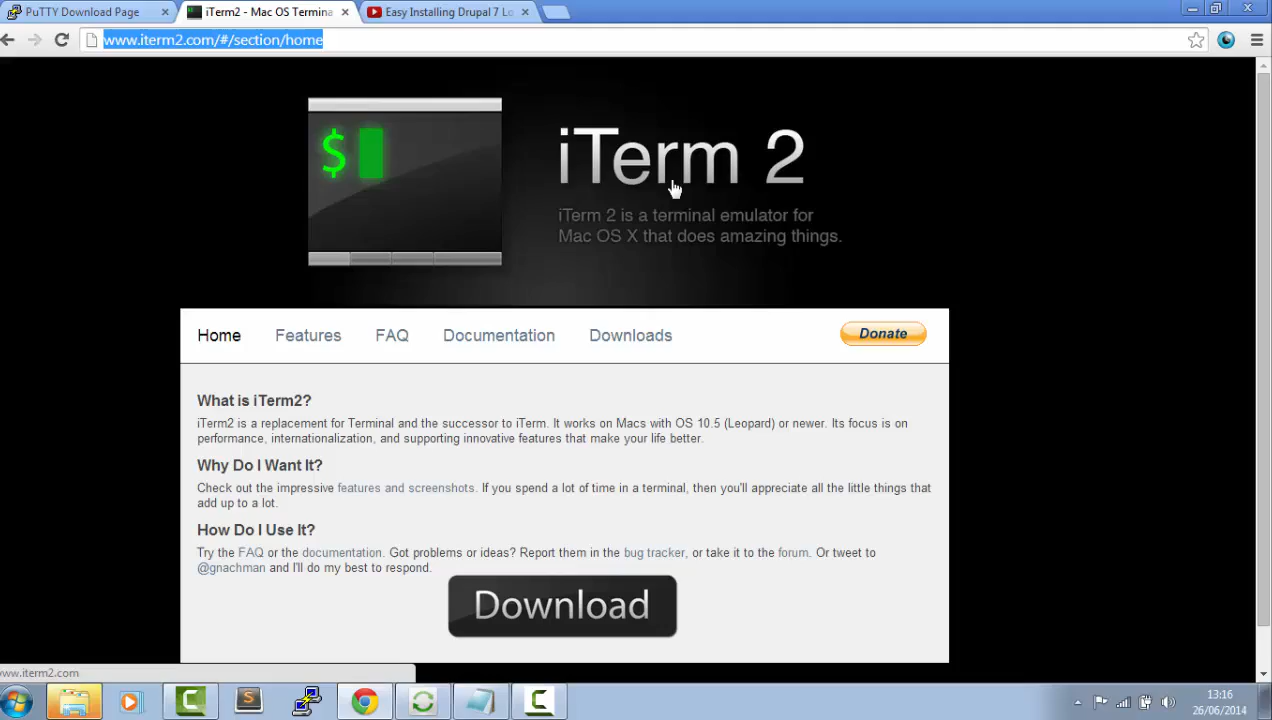 PuTTY Download Page
iTerm2 - Mac OS Termina
Easy Installing Drupal 7 Lo
www.iterm2.com/#/section/home
$
iTerm 2
iTerm 2 is a terminal emulator for
Mac OS X that does amazing things.
Home Features FAQ Documentation Downloads Donate
What is iTerm2?
iTerm2 is a replacement for Terminal and the successor to iTerm. It works on Macs with OS 10.5 (Leopard) or newer. Its focus is on
performance, internationalization, and supporting innovative features that make your life better.
Why Do I Want It?
Check out the impressive features and screenshots. If you spend a lot of time in a terminal, then you'll appreciate all the little things that
add up to a lot.
How Do I Use It?
Try the FAQ or the documentation. Got problems or ideas? Report them in the bug tracker, or take it to the forum. Or tweet to
@gnachman and I'll do my best to respond.
Download
www.iterm2.com
13:16
26/06/2014